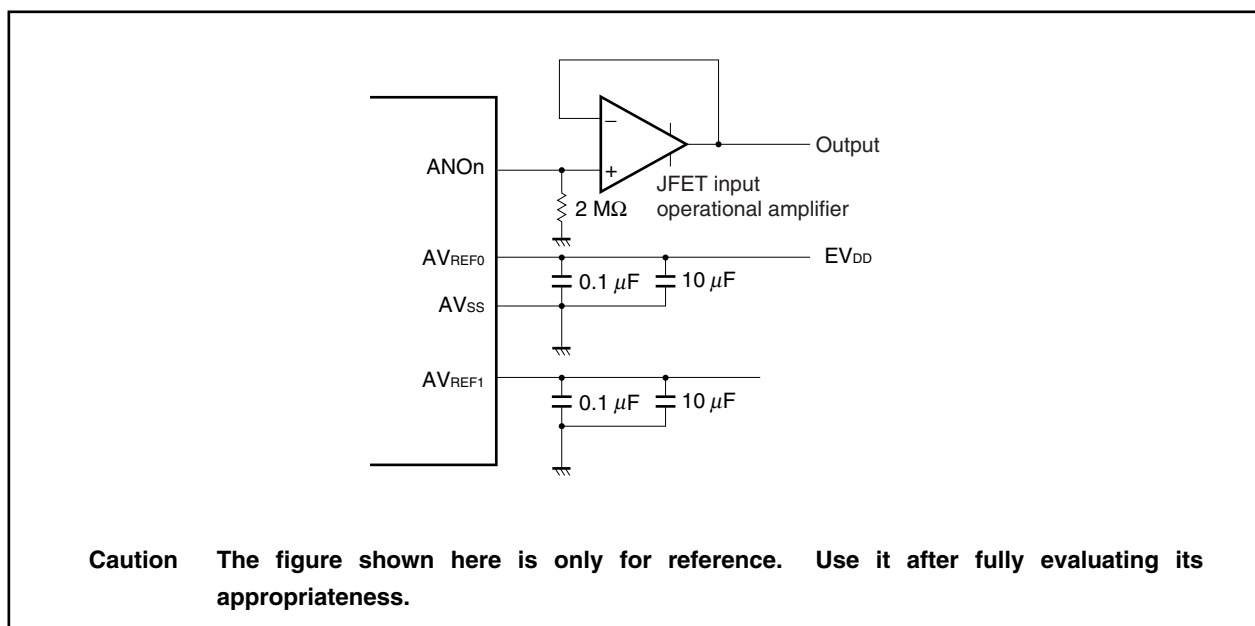 −
Output
ANOn
+
JFET input
operational amplifier
2 MΩ
AVREF0
EVDD
0.1 μF
10 μF
AVSS
AVREF1
0.1 μF
10 μF
Caution The figure shown here is only for reference. Use it after fully evaluating its
appropriateness.